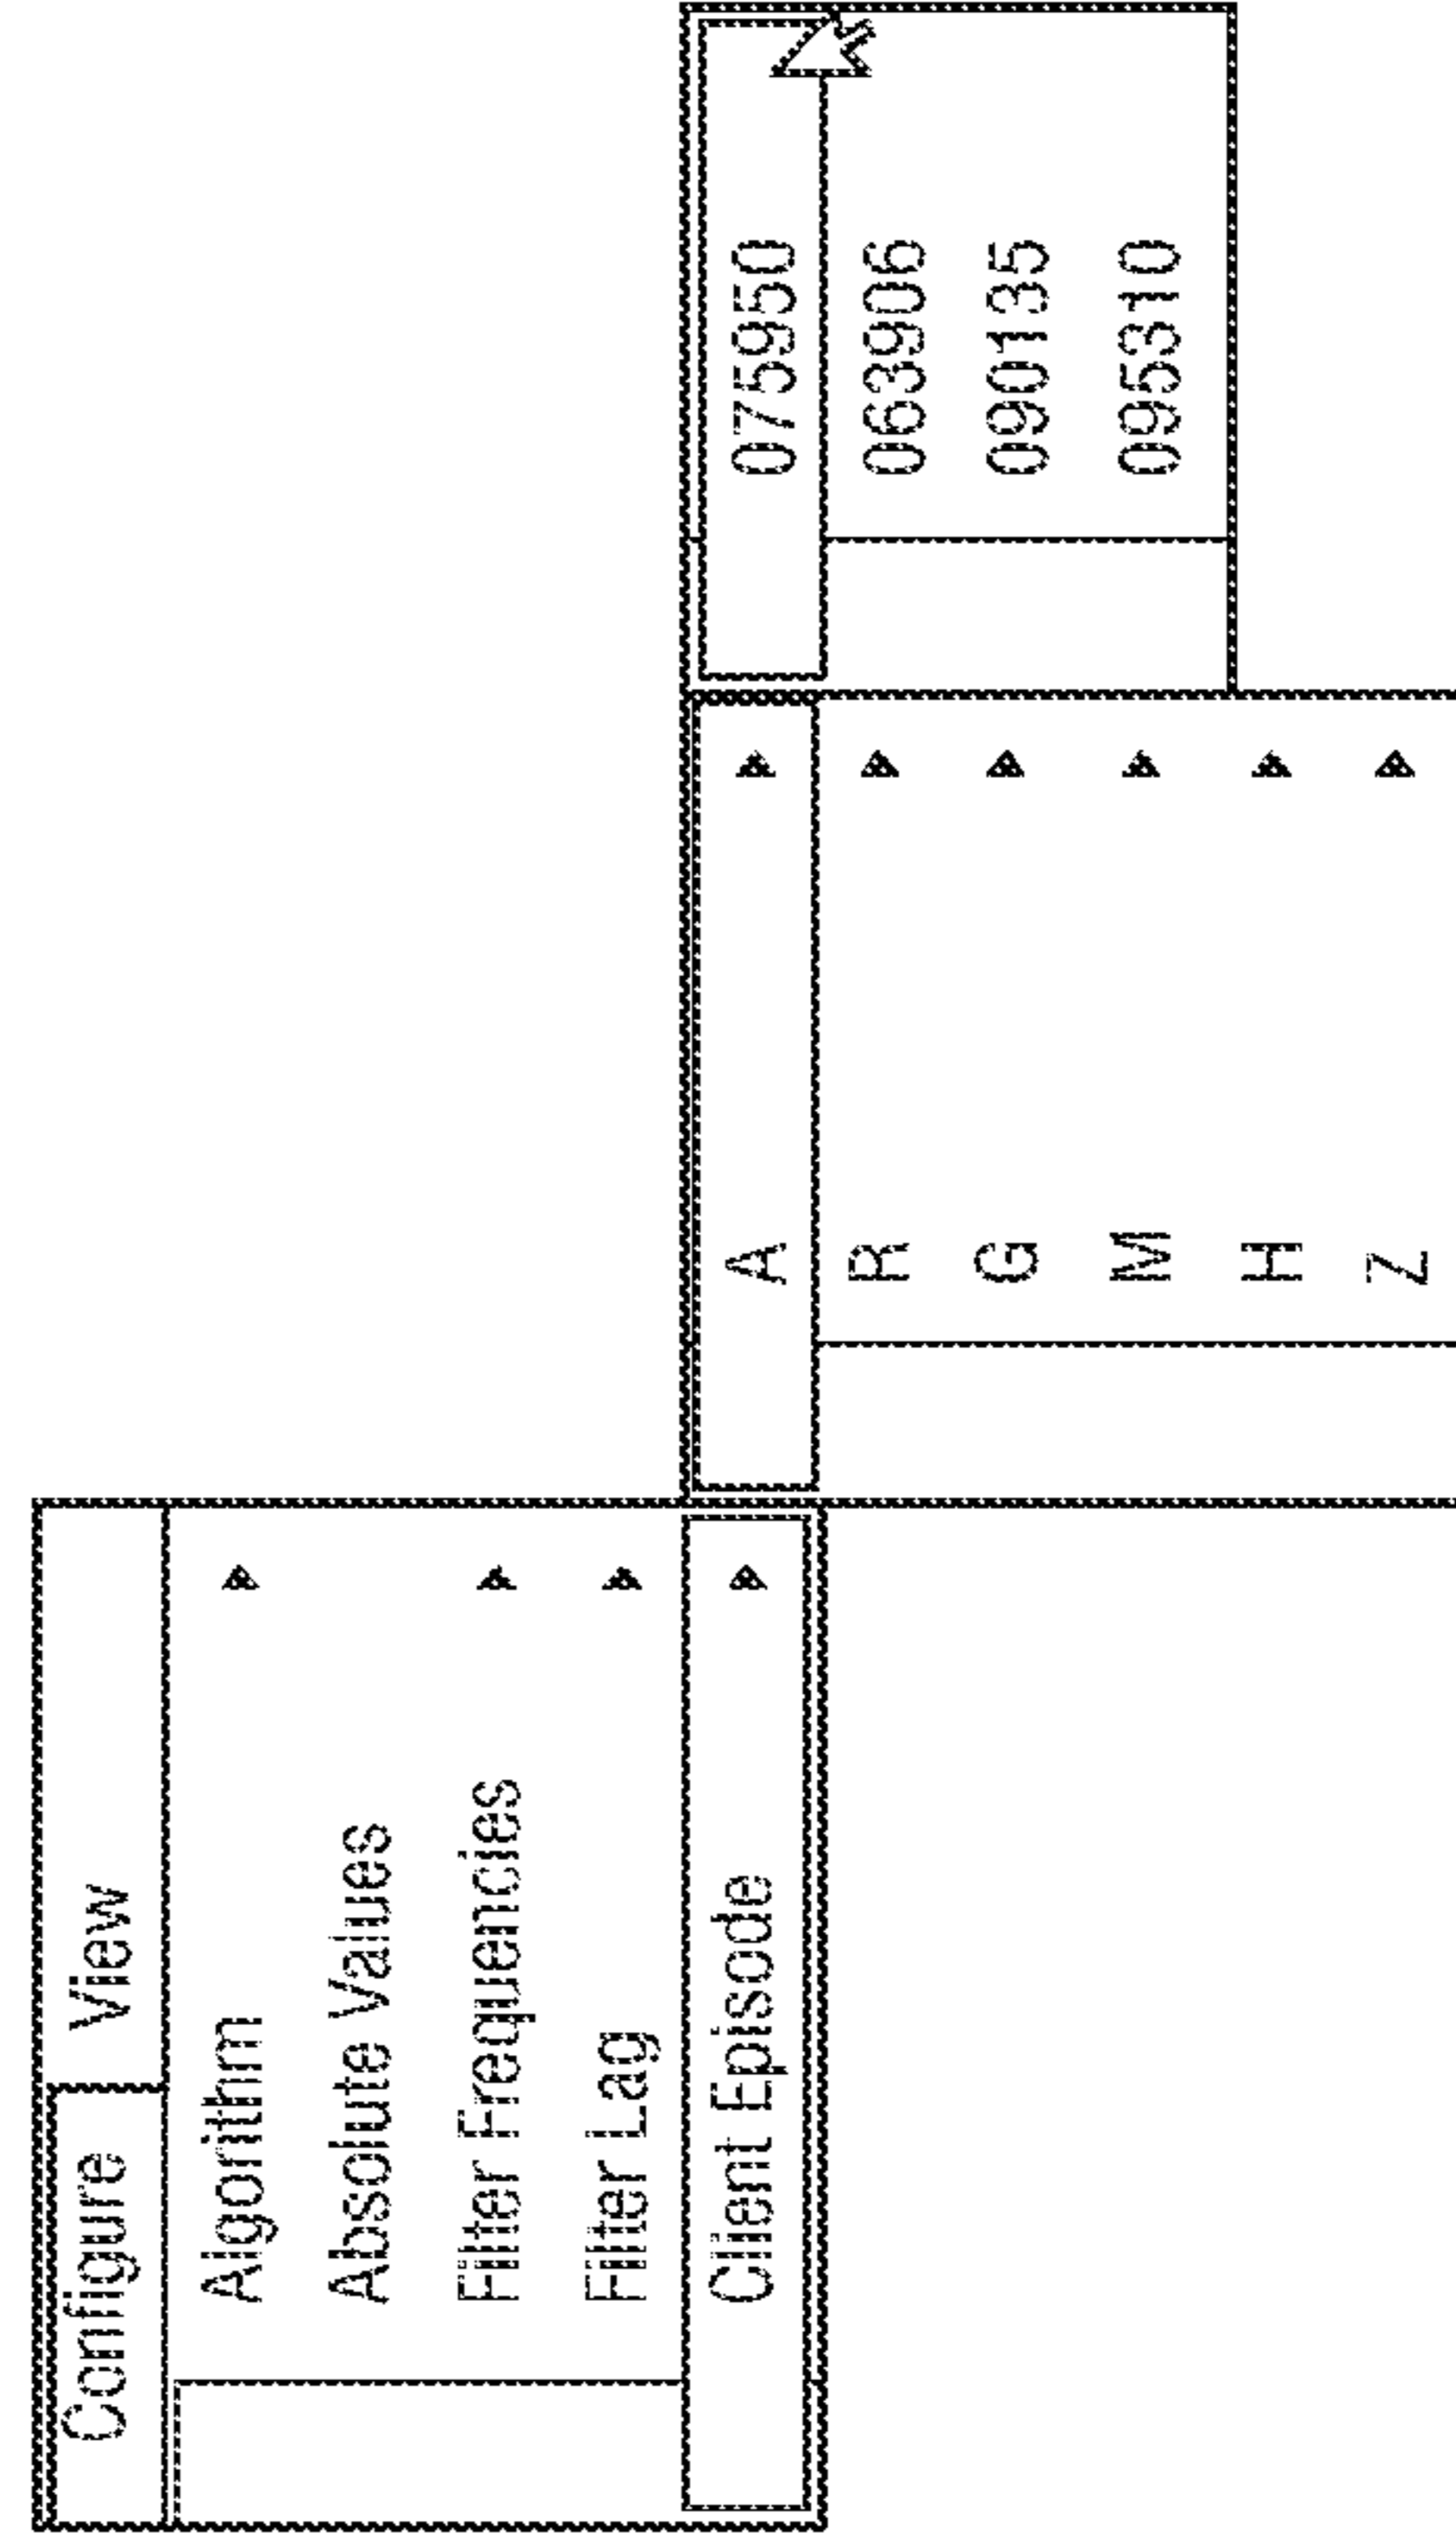 Configure View
Algorithm
Absolute Values
Filter Frequencies
Filter Lag
Client Episode
A
R
G
M
H
Z
075950
063906
090135
095310